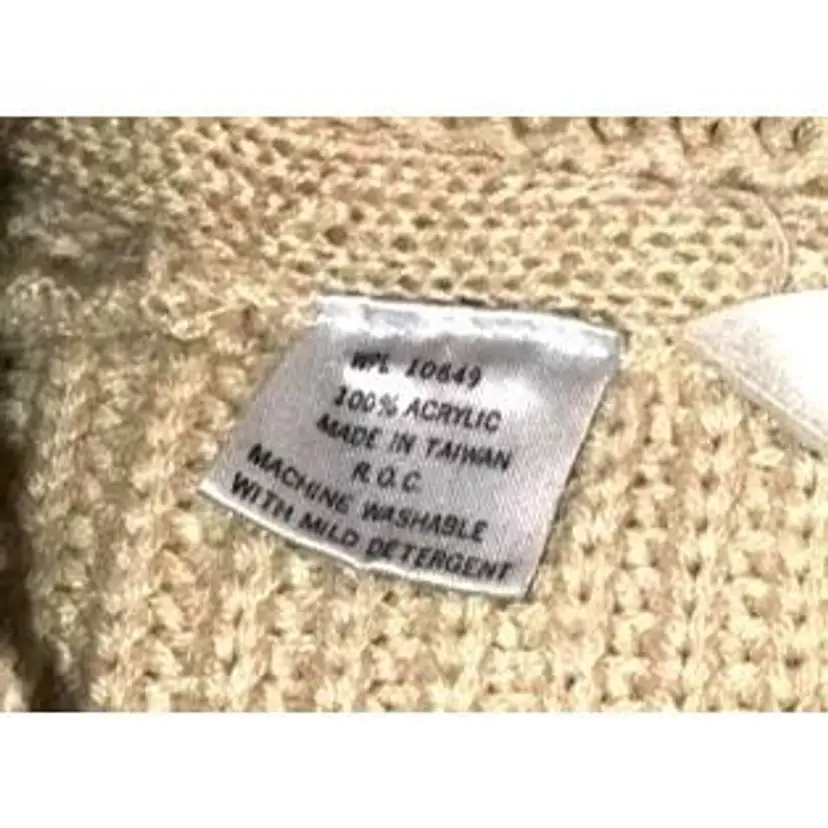 WPL 10649
100% ACRYLIC
MADE IN TAIWAN
R.O.C.
MACHINE WASHABLE
WITH MILD DETERGENT